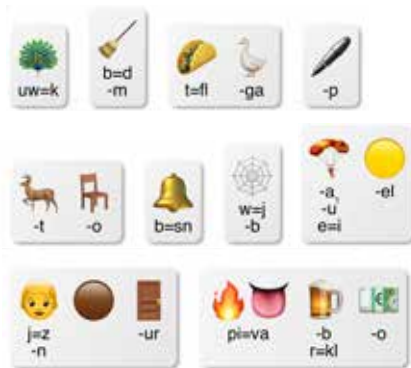 uw=k
b=d
-m
t=fl -ga
-p
-t -o
b=sn
w=j
-b
-a, -el
-u
e=i
j=z -ur
-n
pi=va -b -o
r=kl